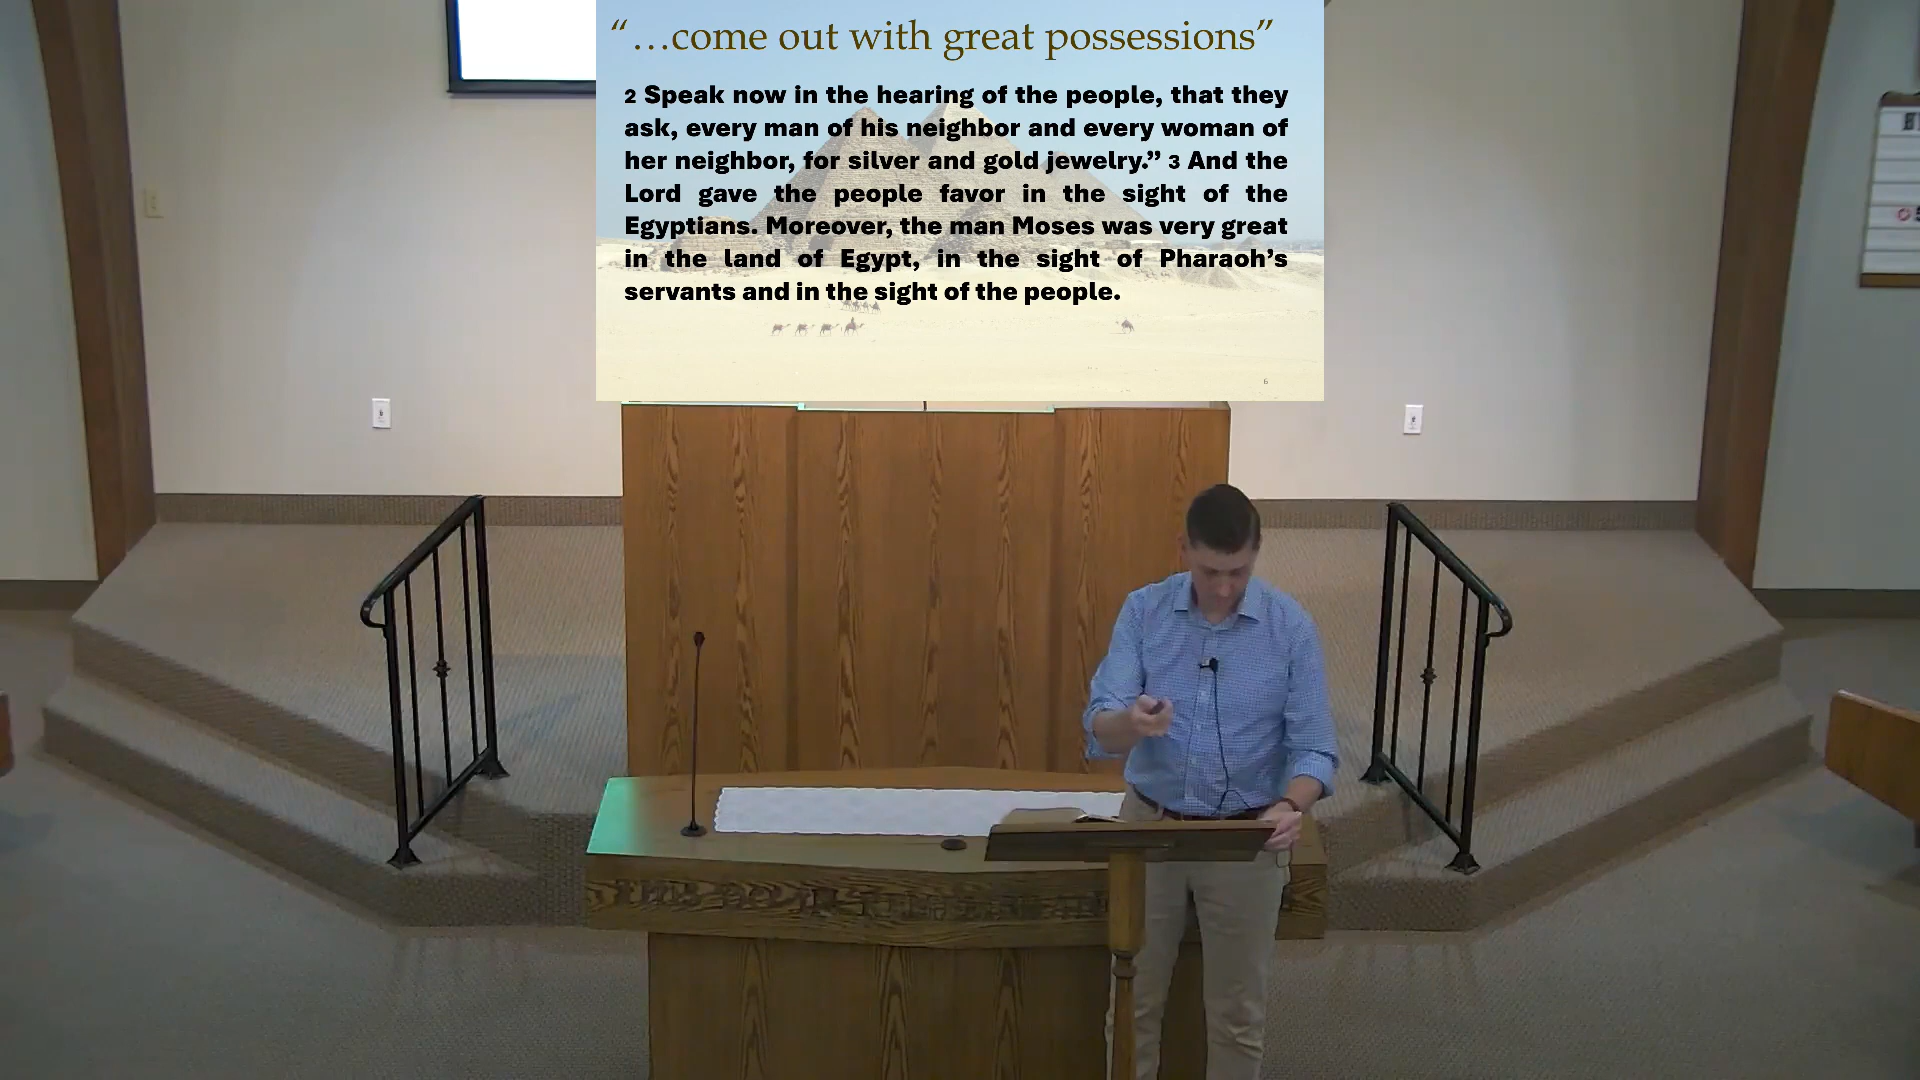 “…come out with great possessions”
2 Speak now in the hearing of the people, that they
ask, every man of his neighbor and every woman of
her neighbor, for silver and gold jewelry.” 3 And the
Lord gave the people favor in the sight of the
Egyptians. Moreover, the man Moses was very great
in the land of Egypt, in the sight of Pharaoh’s
servants and in the sight of the people.
6